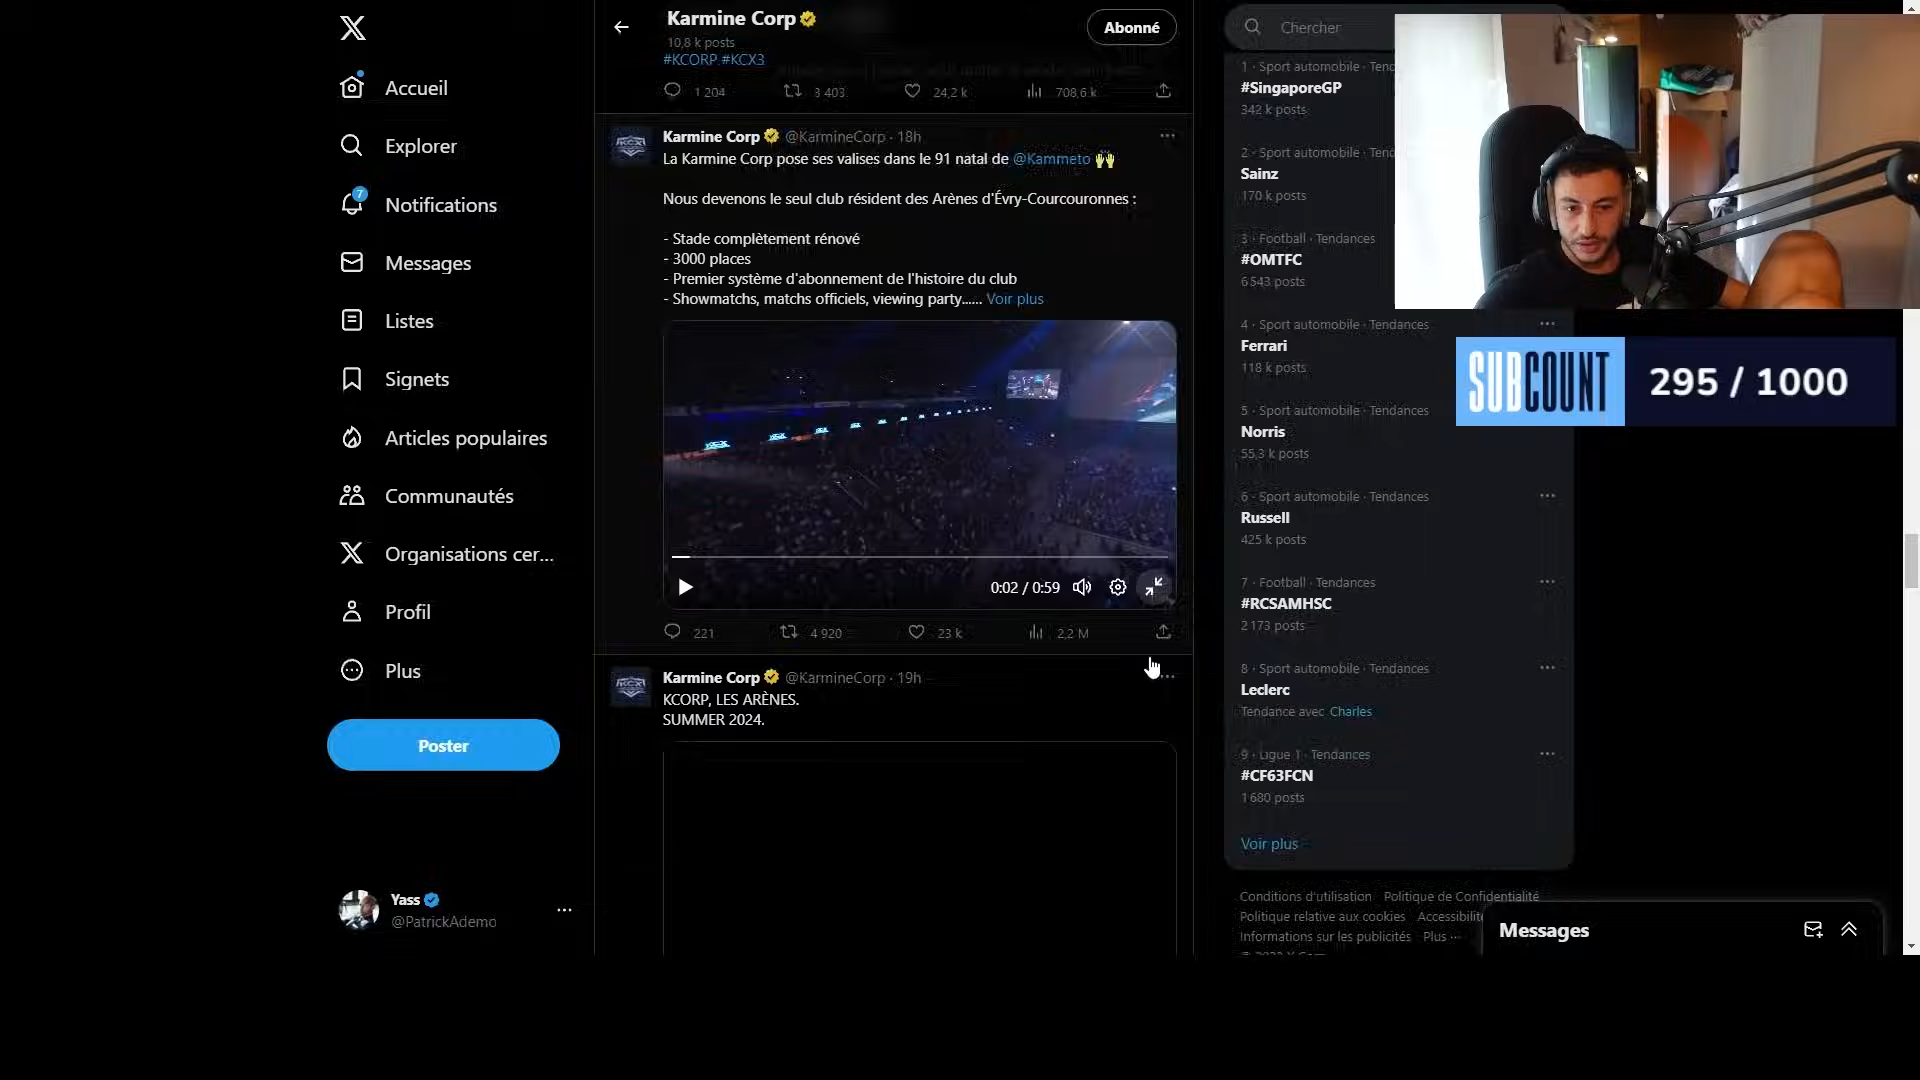 Accueil
Explorer
7
Notifications
Messages
Listes
Signets
Articles populaires
Communautés
Organisations cer...
Profil
Plus
Poster
Yass
@PatrickAdemo
Karmine Corp
10,8 k posts
Abonné
#KCORP #KCX3
1 204
3 403
24,2 k
708,6 k
Karmine Corp @KarmineCorp · 18h
La Karmine Corp pose ses valises dans le 91 natal de @Kammeto
Nous devenons le seul club résident des Arènes d'Évry-Courcouronnes :
- Stade complètement rénové
- 3000 places
- Premier système d'abonnement de l'histoire du club
- Showmatchs, matchs officiels, viewing party...... Voir plus
0:02 / 0:59
221
4 920
23 k
2,2 M
Karmine Corp @KarmineCorp · 19h
KCORP, LES ARÈNES.
SUMMER 2024.
Chercher
1 · Sport automobile · Tend
#SingaporeGP
342 k posts
2 · Sport automobile · Tend
Sainz
170 k posts
3 · Football · Tendances
#OMTFC
6 543 posts
4 · Sport automobile · Tendances
Ferrari
118 k posts
5 · Sport automobile · Tendances
Norris
55,3 k posts
6 · Sport automobile · Tendances
Russell
425 k posts
7 · Football · Tendances
#RCSAMHSC
2 173 posts
8 · Sport automobile · Tendances
Leclerc
Tendance avec Charles
9 · Ligue 1 · Tendances
#CF63FCN
1 680 posts
Voir plus
Conditions d'utilisation Politique de Confidentialité
Politique relative aux cookies Accessibilité
Informations sur les publicités Plus ...
SUBCOUNT
295 / 1000
Messages